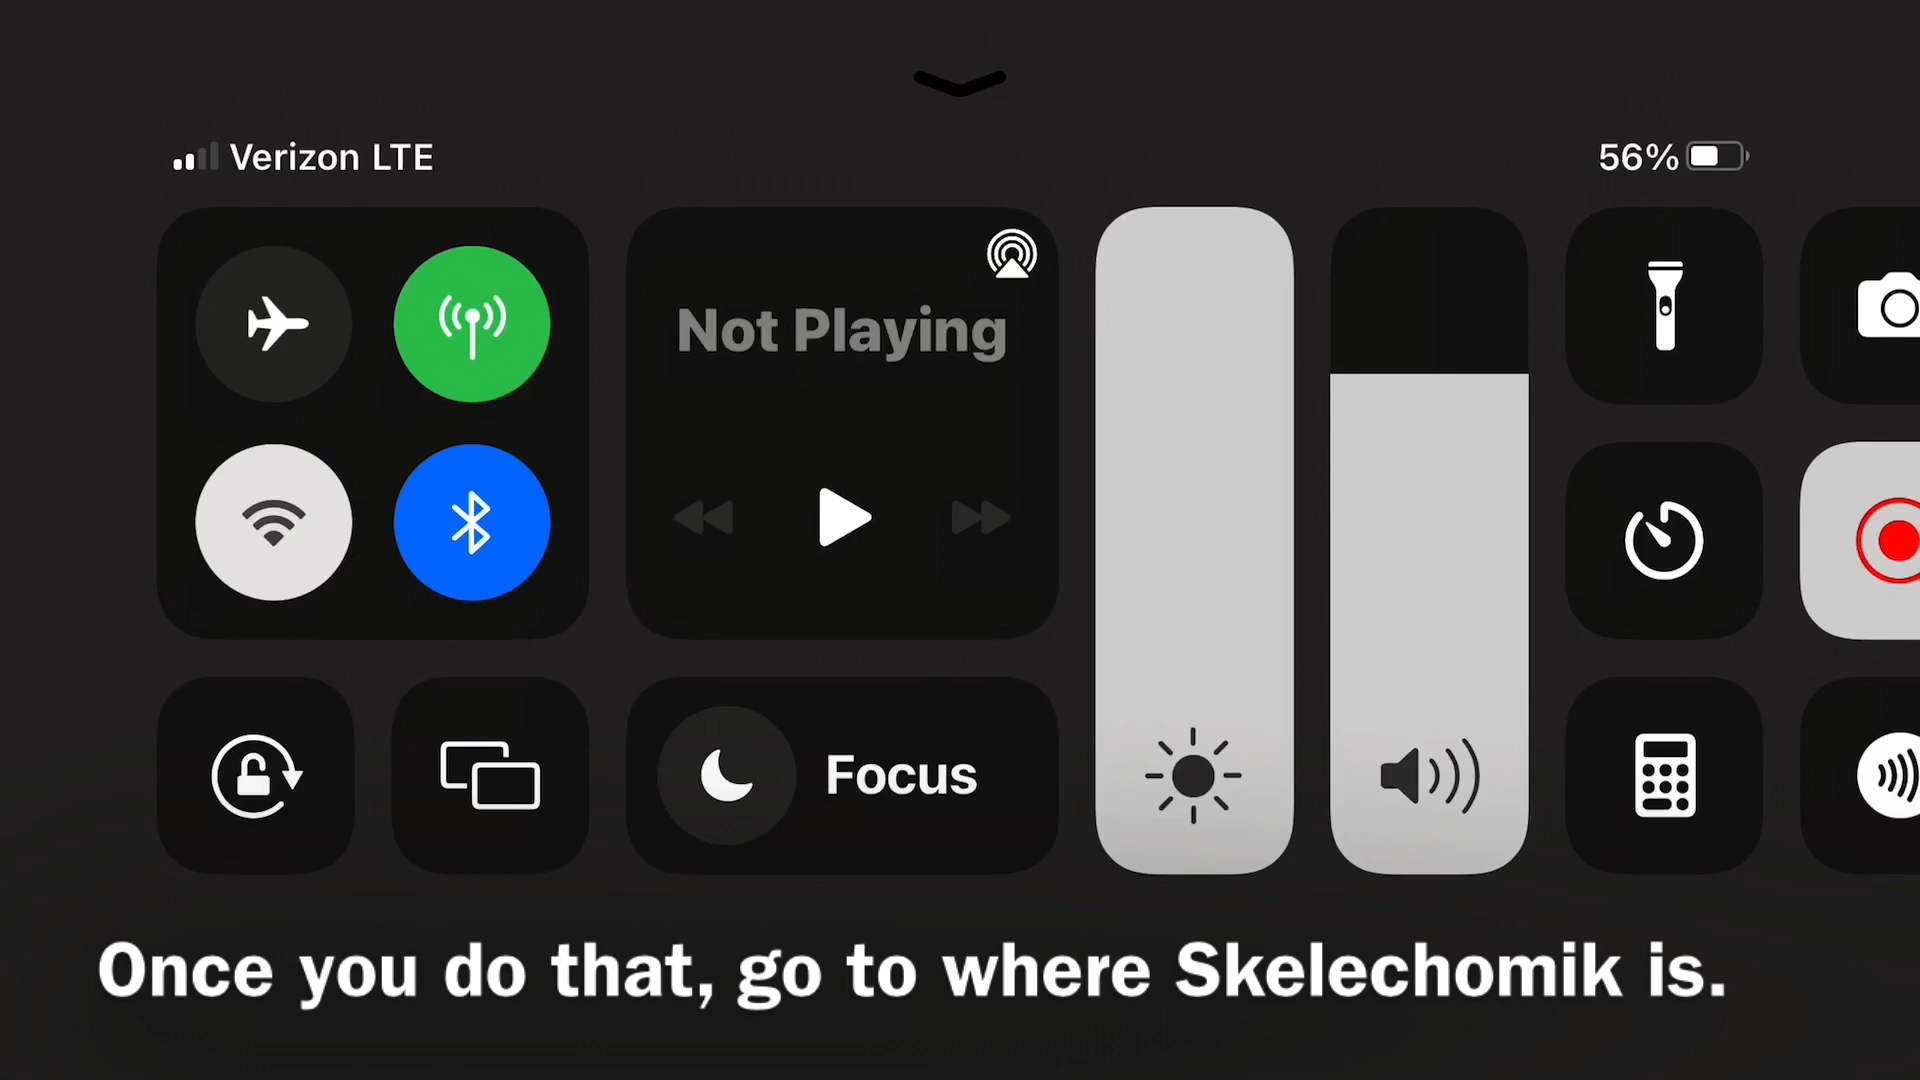 Verizon LTE
56%
Not Playing
Focus
Once you do that, go to where Skelechomik is.